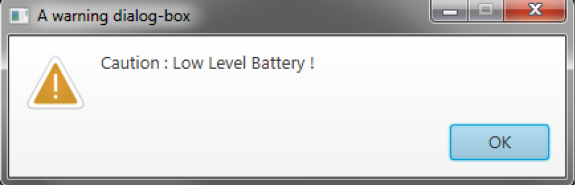 A warning dialog-box
Caution : Low Level Battery !
OK